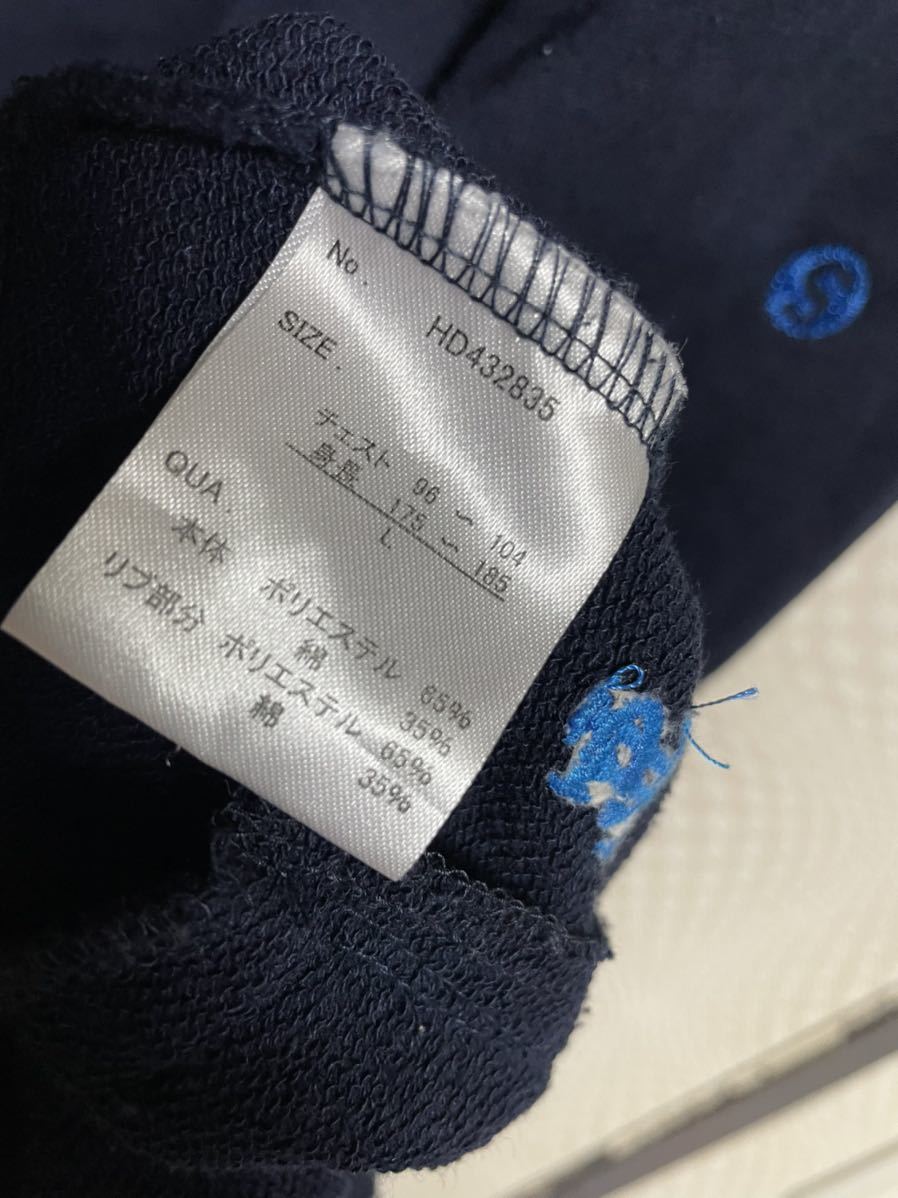 No. HD432835
SIZE.
チェスト 96 ～ 104
身長 175 ～ 185
L
QUA.
本体 ポリエステル 65%
綿 35%
リブ部分 ポリエステル 65%
綿 35%